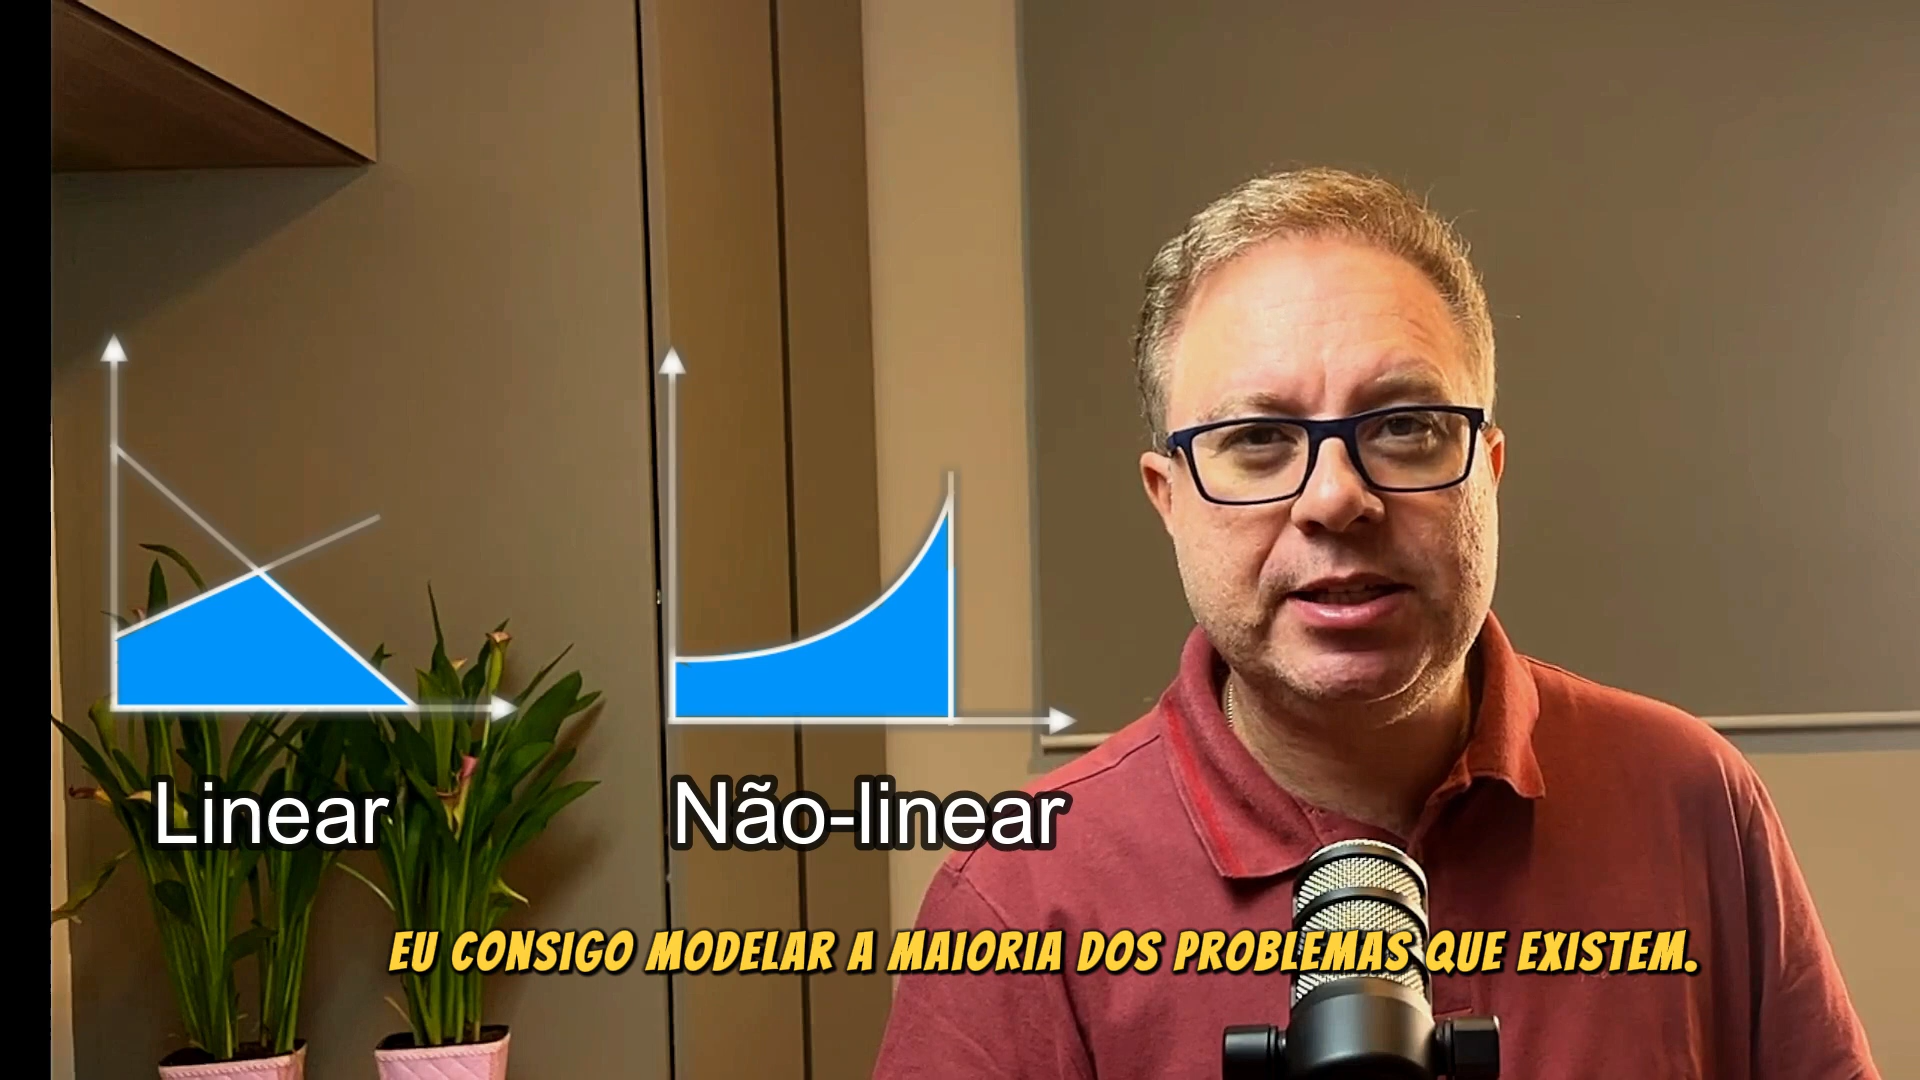 Linear
Não-linear
EU CONSIGO MODELAR A MAIORIA DOS PROBLEMAS QUE EXISTEM.